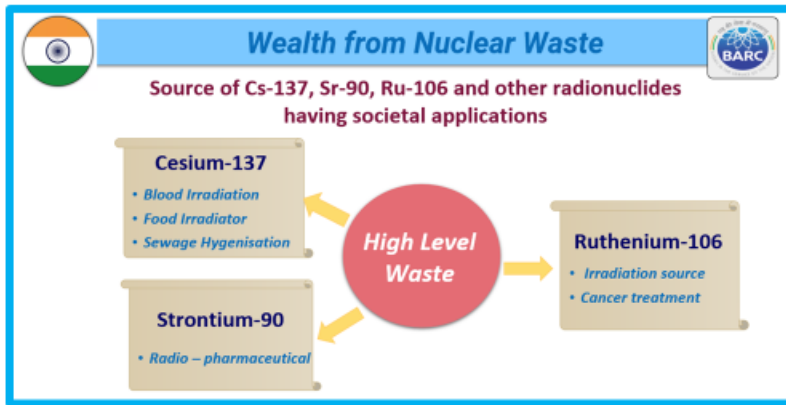 Wealth from Nuclear Waste
BARC
Source of Cs-137, Sr-90, Ru-106 and other radionuclides
having societal applications
Cesium-137
• Blood Irradiation
• Food Irradiator
• Sewage Hygenisation
High Level
Waste
Ruthenium-106
• Irradiation source
• Cancer treatment
Strontium-90
• Radio – pharmaceutical